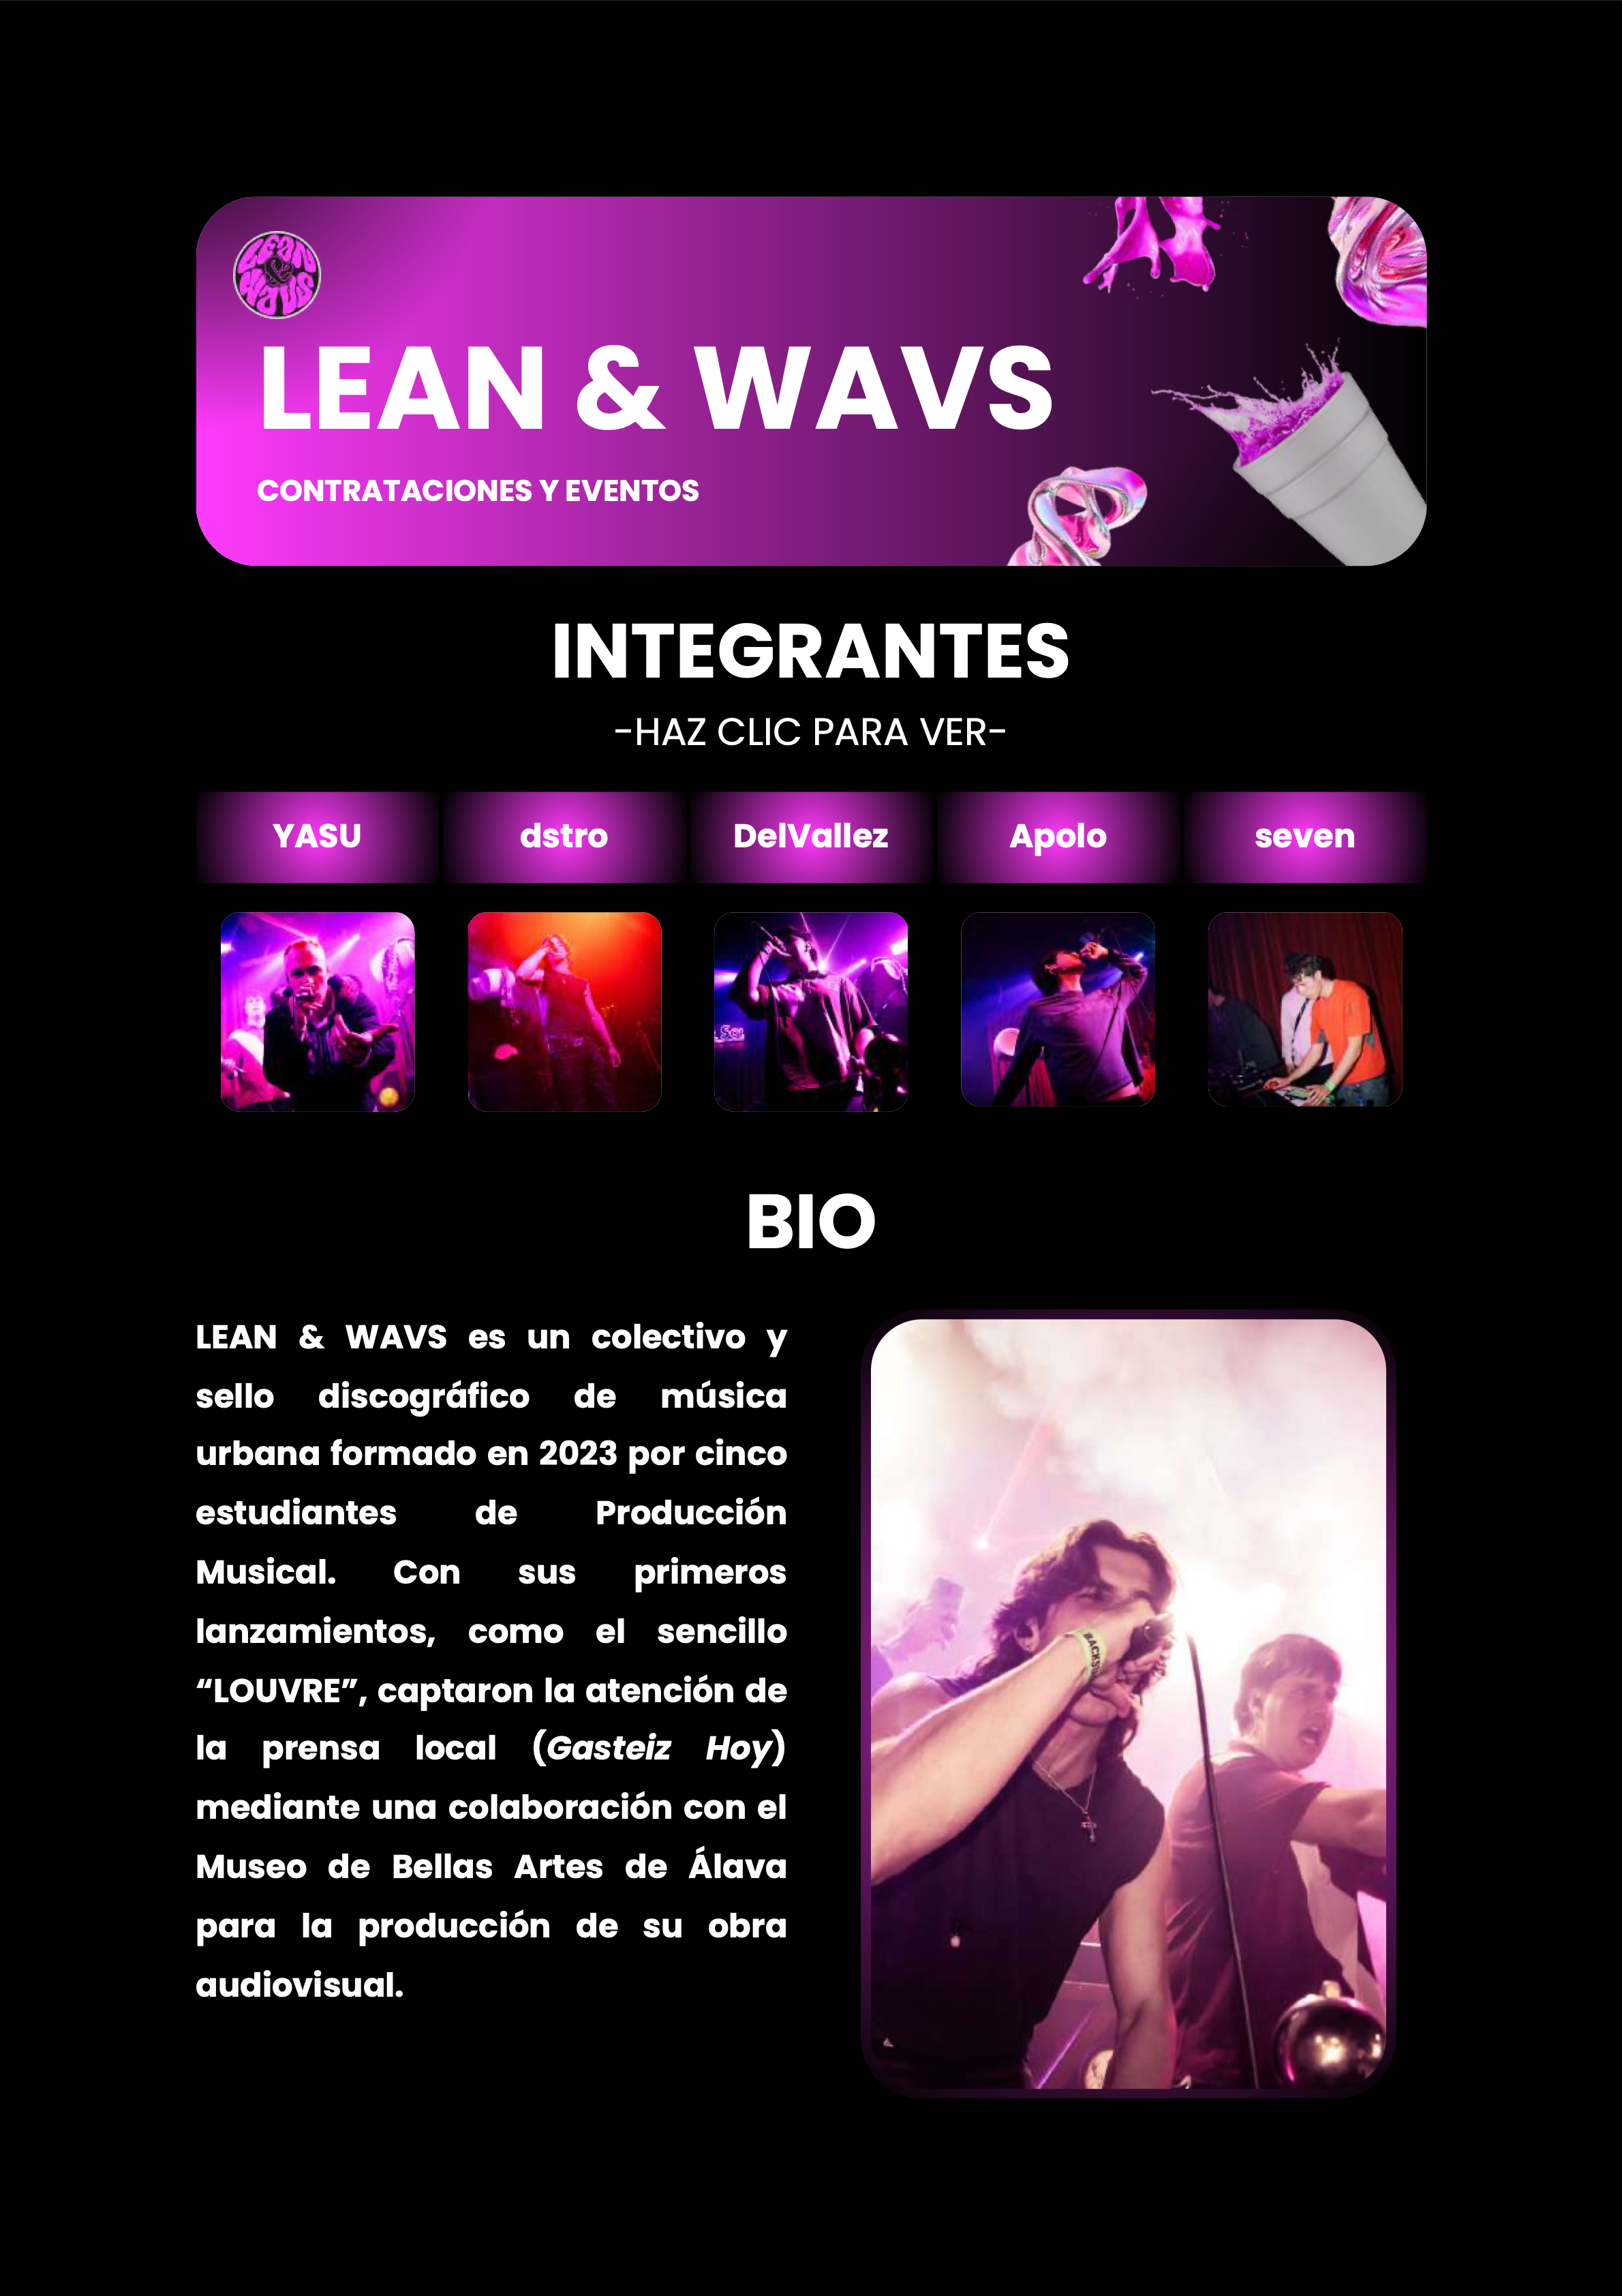 LEAN
&
WAVS
LEAN & WAVS
CONTRATACIONES Y EVENTOS
INTEGRANTES
-HAZ CLIC PARA VER-
YASU
dstro
DelVallez
Apolo
seven
BIO
LEAN & WAVS es un colectivo y
sello discográfico de música
urbana formado en 2023 por cinco
estudiantes de Producción
Musical. Con sus primeros
lanzamientos, como el sencillo
“LOUVRE”, captaron la atención de
la prensa local (Gasteiz Hoy)
mediante una colaboración con el
Museo de Bellas Artes de Álava
para la producción de su obra
audiovisual.